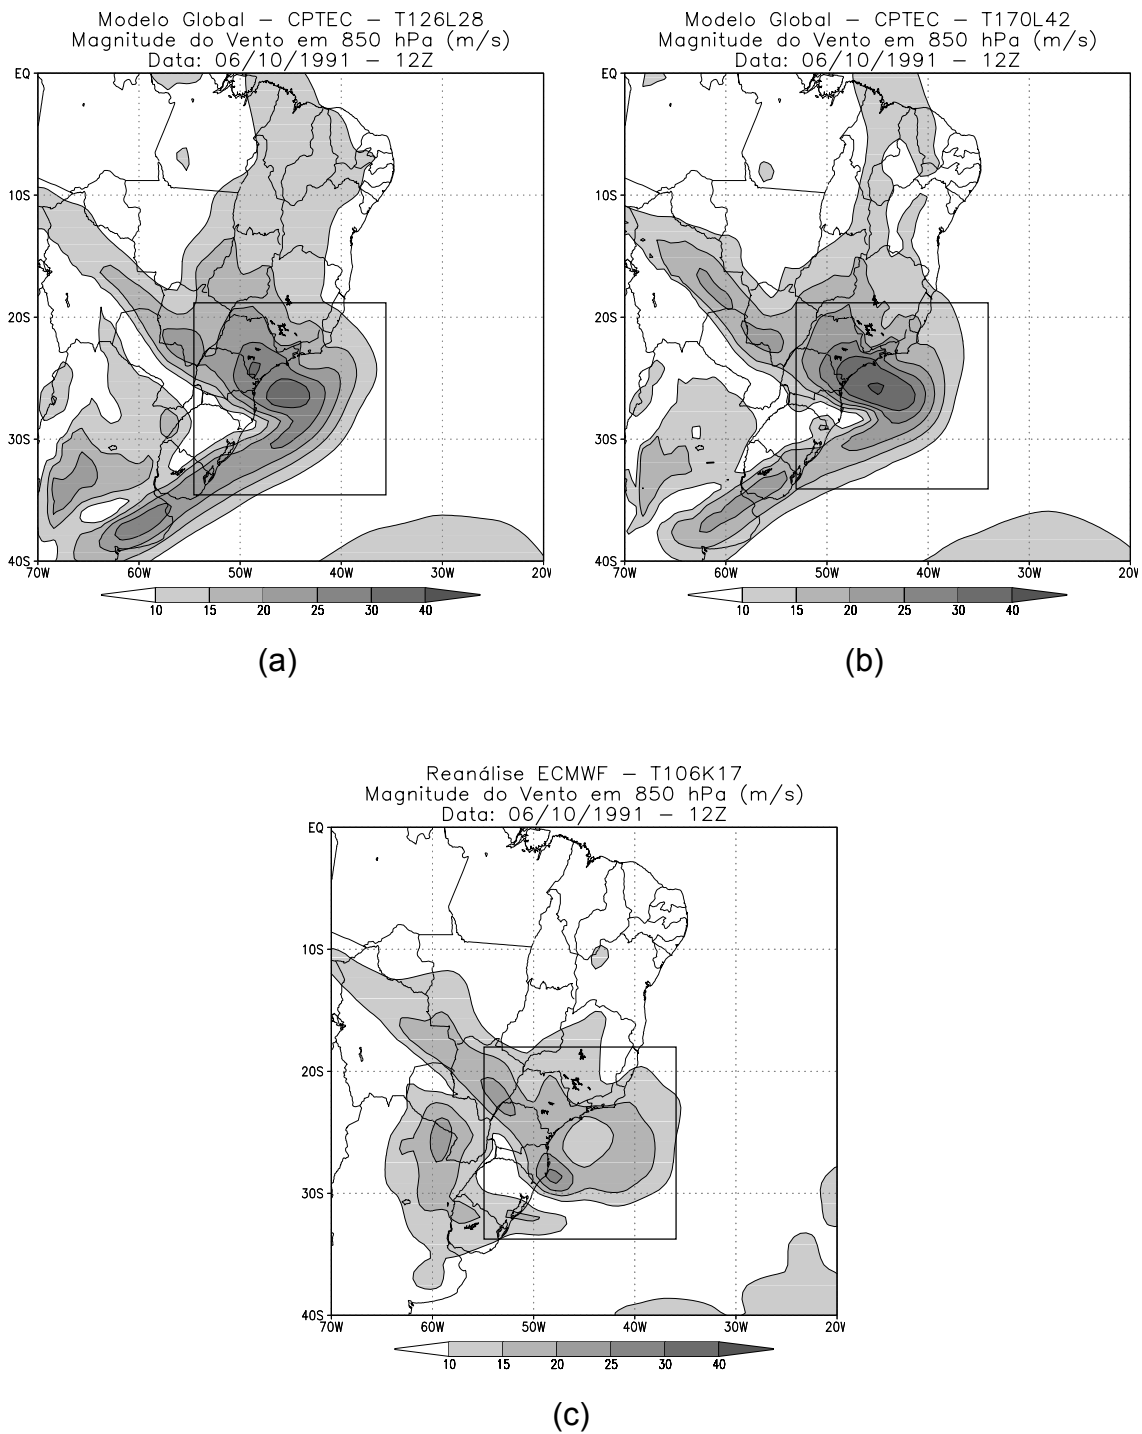 Modelo Global – CPTEC – T126L28
Magnitude do Vento em 850 hPa (m/s)
Data: 06/10/1991 – 12Z
EQ
10S
20S
30S
40S
70W 60W 50W 40W 30W 20W
10 15 20 25 30 40
(a)
Modelo Global – CPTEC – T170L42
Magnitude do Vento em 850 hPa (m/s)
Data: 06/10/1991 – 12Z
EQ
10S
20S
30S
40S
70W 60W 50W 40W 30W 20W
10 15 20 25 30 40
(b)
Reanálise ECMWF – T106K17
Magnitude do Vento em 850 hPa (m/s)
Data: 06/10/1991 – 12Z
EQ
10S
20S
30S
40S
70W 60W 50W 40W 30W 20W
10 15 20 25 30 40
(c)